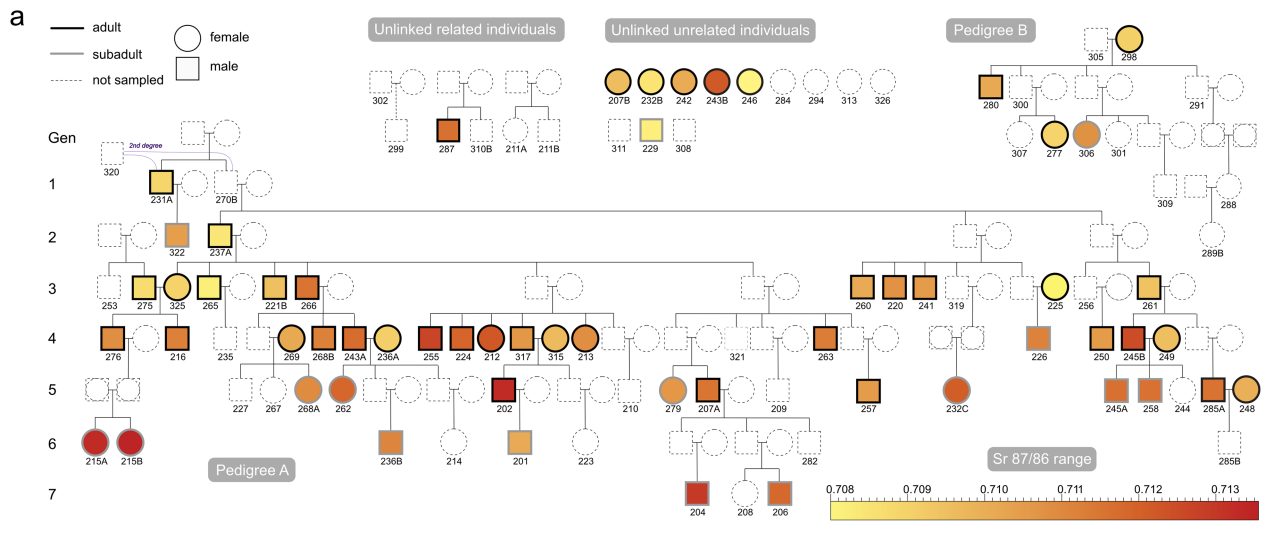 a
adult
subadult
not sampled
female
male
Unlinked related individuals
Unlinked unrelated individuals
Pedigree B
305 298
302
207B 232B 242 243B 246 284 294 313 326
280 300 291
299 287 310B 211A 211B
311 229 308
307 277 306 301
Gen
2nd degree
320
1
231A 270B
309 288
2
322 237A
289B
3
253 275 325 265 221B 266 260 220 241 319 225 256 261
4
276 216 235 269 268B 243A 236A 255 224 212 317 315 213 321 263 226 250 245B 249
5
227 267 268A 262 202 210 279 207A 209 257 232C 245A 258 244 285A 248
6
215A 215B 236B 214 201 223 282 285B
Pedigree A
Sr 87/86 range
7
204 208 206
0.708 0.709 0.710 0.711 0.712 0.713